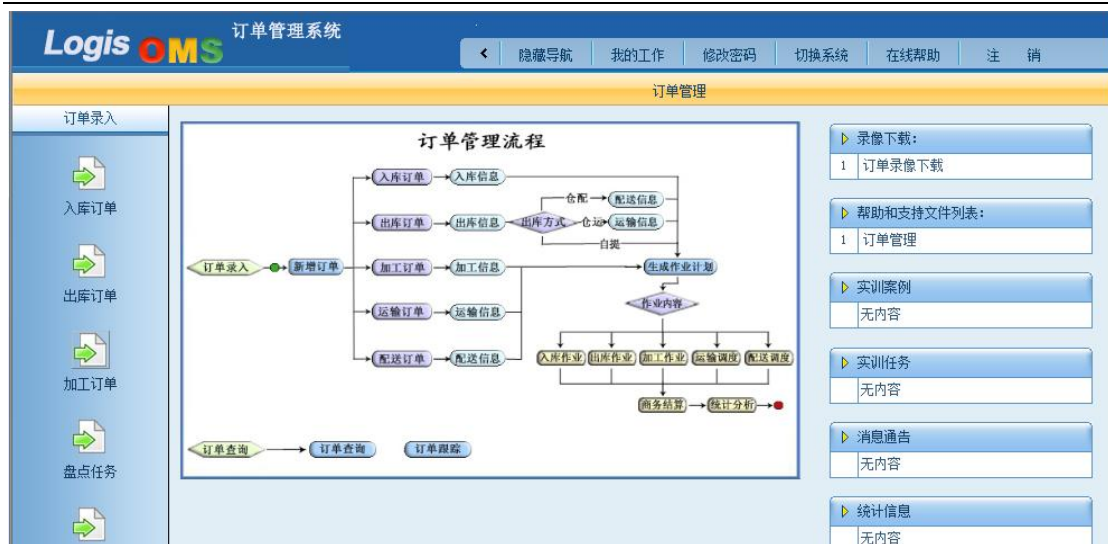 Logis OMS 订单管理系统
隐藏导航 我的工作 修改密码 切换系统 在线帮助 注 销
订单管理
订单录入
入库订单
出库订单
加工订单
盘点任务
订单管理流程
入库订单 入库信息
仓配 配送信息
出库订单 出库信息 出库方式 仓运 运输信息
自提
订单录入 新增订单 加工订单 加工信息 生成作业计划
作业内容
运输订单 运输信息
配送订单 配送信息 入库作业 出库作业 加工作业 运输调度 配送调度
商务结算 统计分析
订单查询 订单查询 订单跟踪
录像下载:
1 订单录像下载
帮助和支持文件列表:
1 订单管理
实训案例
无内容
实训任务
无内容
消息通告
无内容
统计信息
无内容